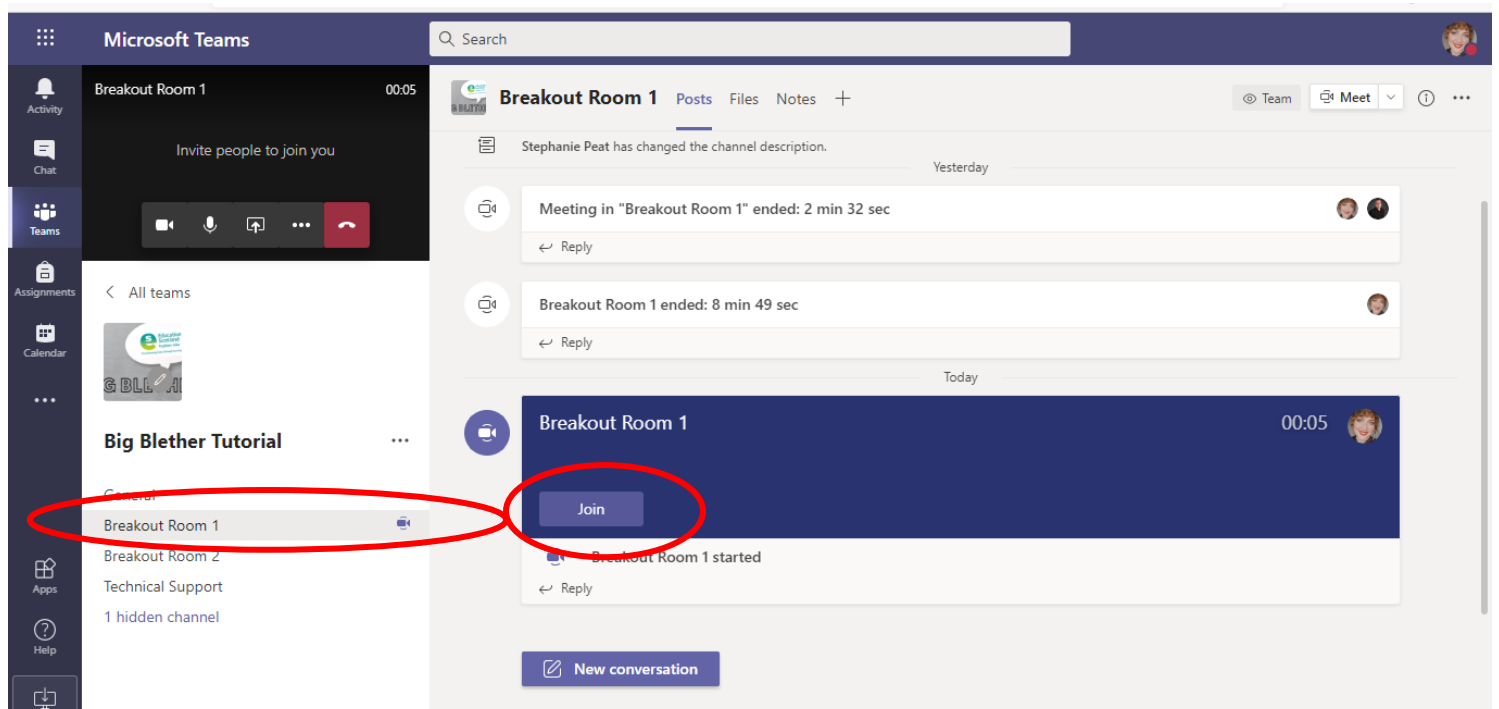 Microsoft Teams
Search
Activity
Chat
Teams
Assignments
Calendar
Apps
Help
Breakout Room 1 00:05
Invite people to join you
All teams
Big Blether Tutorial
General
Breakout Room 1
Breakout Room 2
Technical Support
1 hidden channel
Breakout Room 1 Posts Files Notes
Team Meet
Stephanie Peat has changed the channel description.
Yesterday
Meeting in "Breakout Room 1" ended: 2 min 32 sec
Reply
Breakout Room 1 ended: 8 min 49 sec
Reply
Today
Breakout Room 1 00:05
Join
Breakout Room 1 started
Reply
New conversation